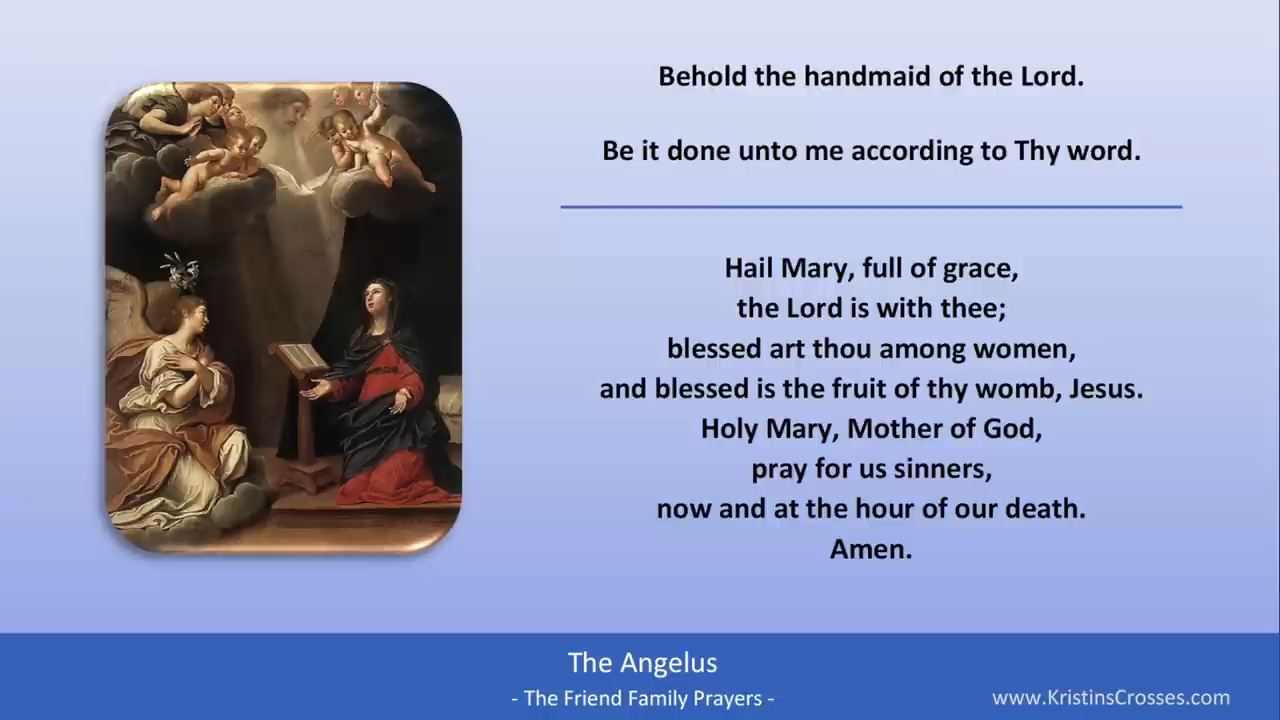 Behold the handmaid of the Lord.
Be it done unto me according to Thy word.
Hail Mary, full of grace,
the Lord is with thee;
blessed art thou among women,
and blessed is the fruit of thy womb, Jesus.
Holy Mary, Mother of God,
pray for us sinners,
now and at the hour of our death.
Amen.
The Angelus
- The Friend Family Prayers -
www.KristinsCrosses.com